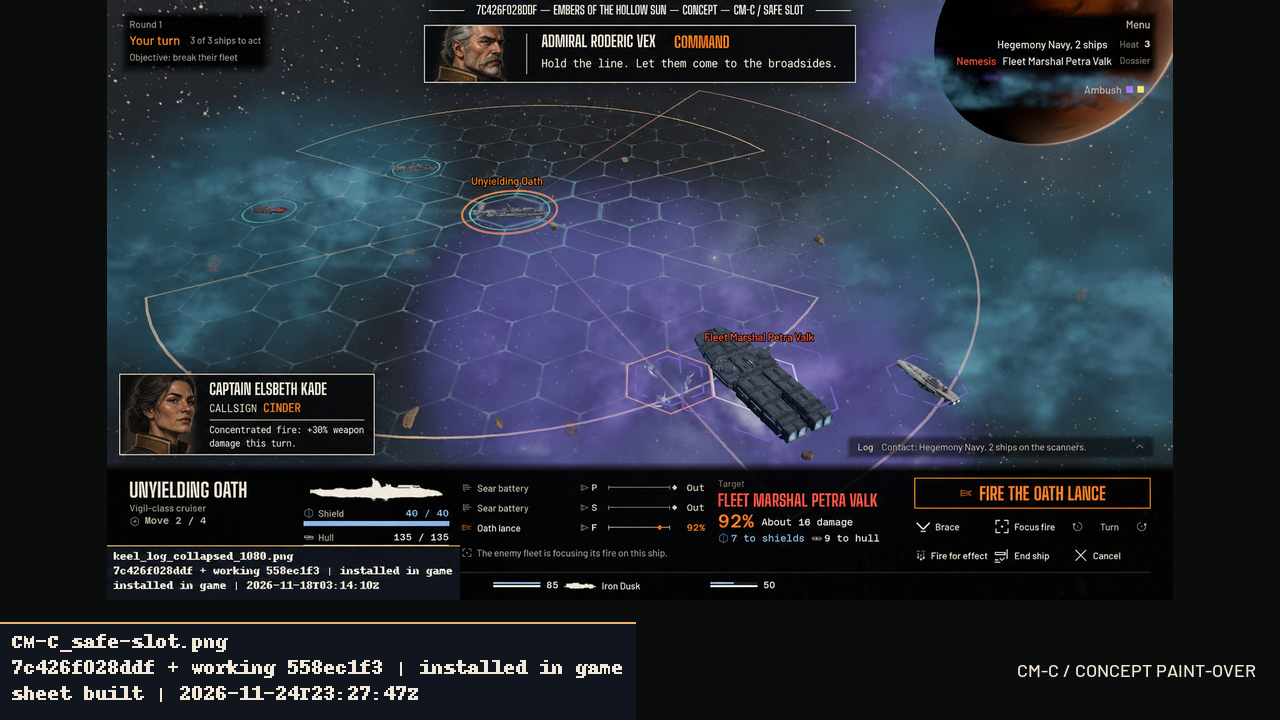 7C426F028DDF — EMBERS OF THE HOLLOW SUN — CONCEPT — CM-C / SAFE SLOT
Round 1
Your turn 3 of 3 ships to act
Objective: break their fleet
ADMIRAL RODERIC VEX COMMAND
Hold the line. Let them come to the broadsides.
Menu
Hegemony Navy, 2 ships Heat 3
Nemesis Fleet Marshal Petra Valk Dossier
Ambush
Unyielding Oath
Fleet Marshal Petra Valk
CAPTAIN ELSBETH KADE
CALLSIGN CINDER
Concentrated fire: +30% weapon
damage this turn.
Log Contact: Hegemony Navy, 2 ships on the scanners.
UNYIELDING OATH
Vigil-class cruiser
Move 2 / 4
Shield 40 / 40
Hull 135 / 135
Sear battery P Out
Sear battery S Out
Oath lance F 92%
The enemy fleet is focusing its fire on this ship.
Target
FLEET MARSHAL PETRA VALK
92% About 16 damage
7 to shields 9 to hull
FIRE THE OATH LANCE
Brace Focus fire Turn
Fire for effect End ship Cancel
85 Iron Dusk 50
keel_log_collapsed_1080.png
7c426f028ddf + working 558ec1f3 | installed in game
installed in game | 2026-11-18T03:14:10Z
CM-C_safe-slot.png
7c426f028ddf + working 558ec1f3 | installed in game
sheet built | 2026-11-24T23:27:47Z
CM-C / CONCEPT PAINT-OVER